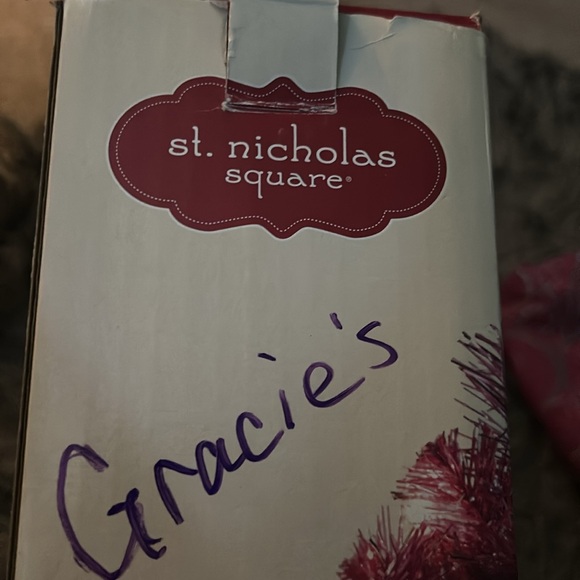 st. nicholas
square®
Gracie's